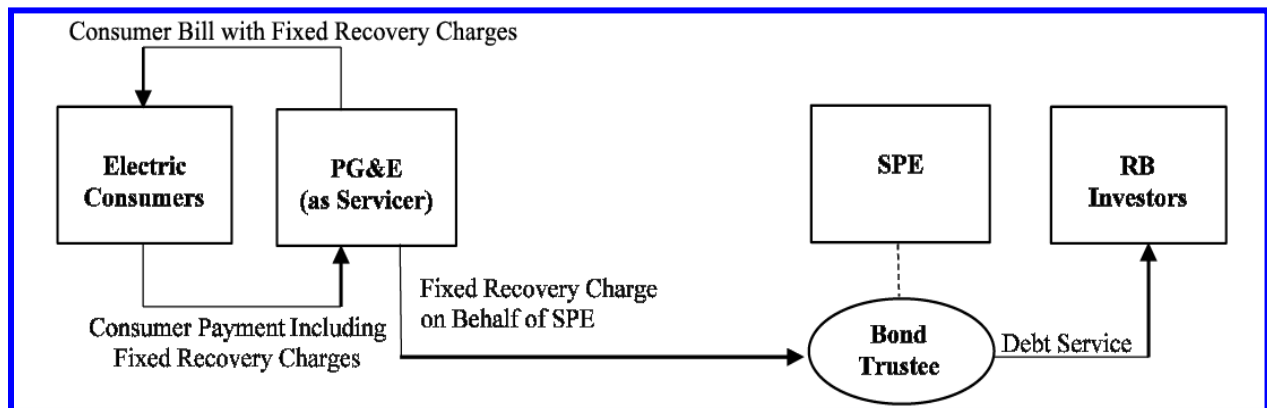 Consumer Bill with Fixed Recovery Charges
Electric
Consumers
PG&E
(as Servicer)
SPE
RB
Investors
Consumer Payment Including
Fixed Recovery Charges
Fixed Recovery Charge
on Behalf of SPE
Bond
Trustee
Debt Service